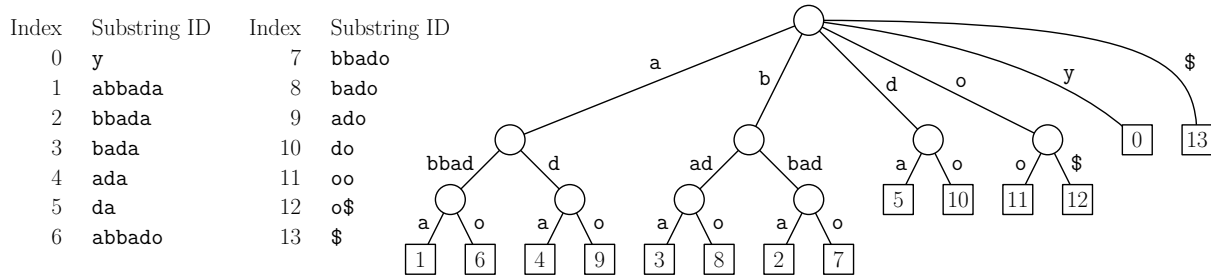 Index Substring ID Index Substring ID
0 y 7 bbado
1 abbada 8 bado
2 bbada 9 ado
3 bada 10 do
4 ada 11 oo
5 da 12 o$
6 abbado 13 $
a b d o y $
0 13
bbad d ad bad a o o $
5 10 11 12
a o a o a o a o
1 6 4 9 3 8 2 7